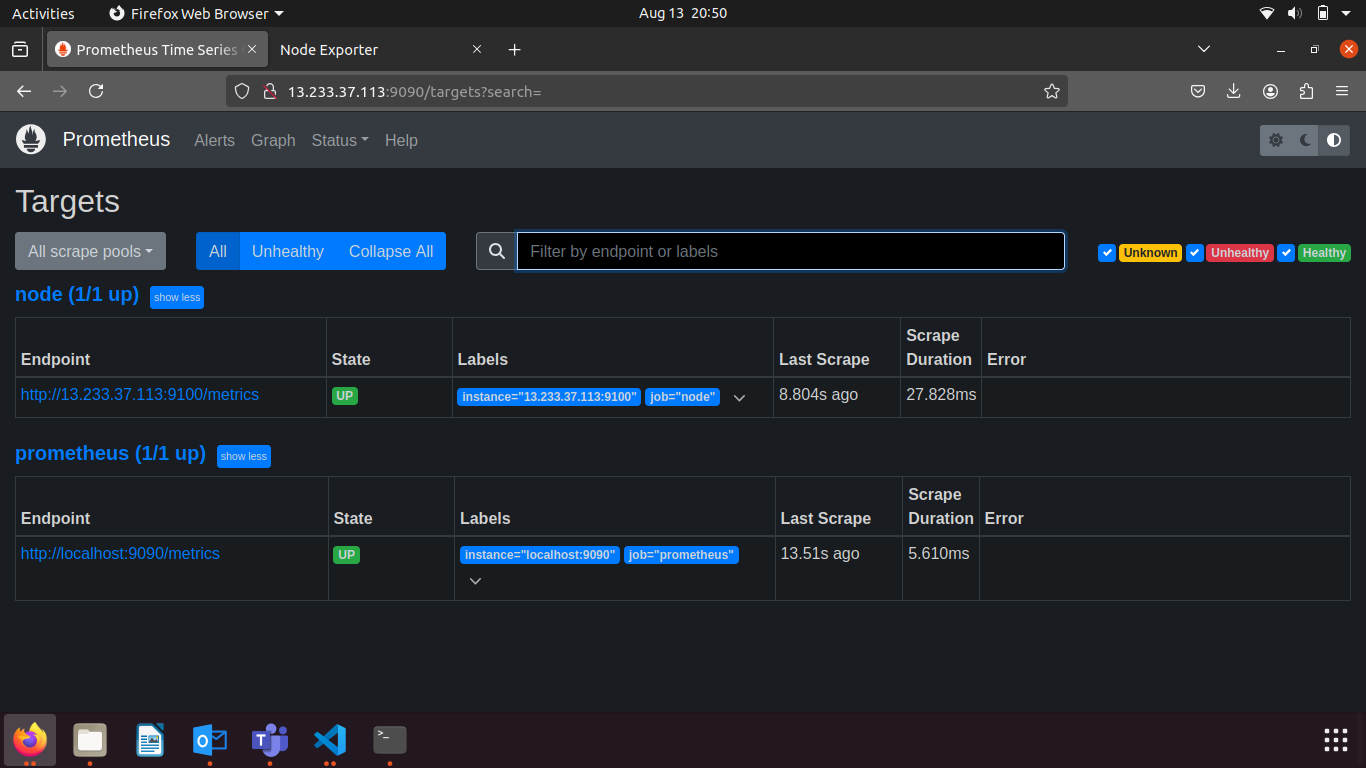 Activities Firefox Web Browser Aug 13 20:50
Prometheus Time Series Node Exporter
13.233.37.113:9090/targets?search=
Prometheus Alerts Graph Status Help
Targets
All scrape pools All Unhealthy Collapse All Filter by endpoint or labels Unknown Unhealthy Healthy
node (1/1 up) show less
Endpoint State Labels Last Scrape Scrape Duration Error
http://13.233.37.113:9100/metrics UP instance="13.233.37.113:9100" job="node" 8.804s ago 27.828ms
prometheus (1/1 up) show less
Endpoint State Labels Last Scrape Scrape Duration Error
http://localhost:9090/metrics UP instance="localhost:9090" job="prometheus" 13.51s ago 5.610ms